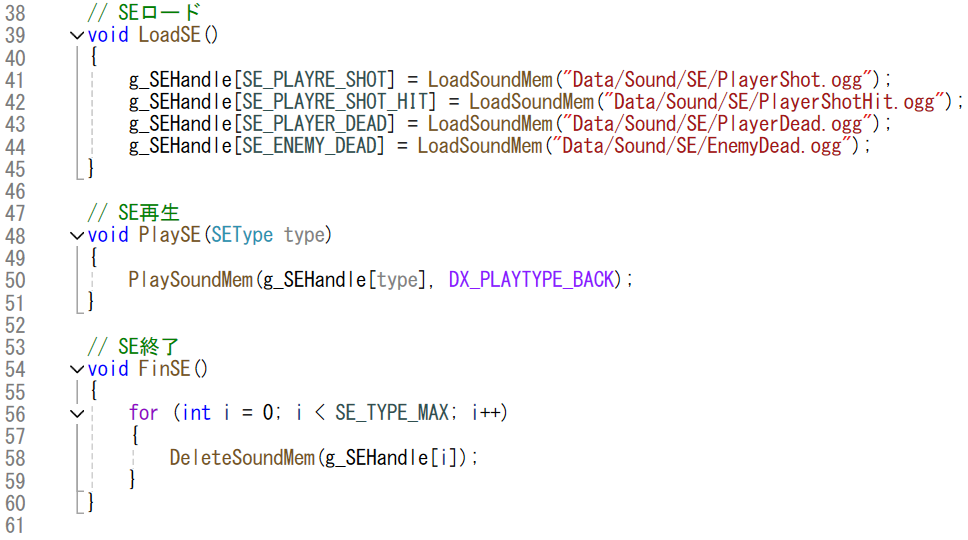 38 // SEロード
39 void LoadSE()
40 {
41 g_SEHandle[SE_PLAYRE_SHOT] = LoadSoundMem("Data/Sound/SE/PlayerShot.ogg");
42 g_SEHandle[SE_PLAYRE_SHOT_HIT] = LoadSoundMem("Data/Sound/SE/PlayerShotHit.ogg");
43 g_SEHandle[SE_PLAYER_DEAD] = LoadSoundMem("Data/Sound/SE/PlayerDead.ogg");
44 g_SEHandle[SE_ENEMY_DEAD] = LoadSoundMem("Data/Sound/SE/EnemyDead.ogg");
45 }
46
47 // SE再生
48 void PlaySE(SEType type)
49 {
50 PlaySoundMem(g_SEHandle[type], DX_PLAYTYPE_BACK);
51 }
52
53 // SE終了
54 void FinSE()
55 {
56 for (int i = 0; i < SE_TYPE_MAX; i++)
57 {
58 DeleteSoundMem(g_SEHandle[i]);
59 }
60 }
61